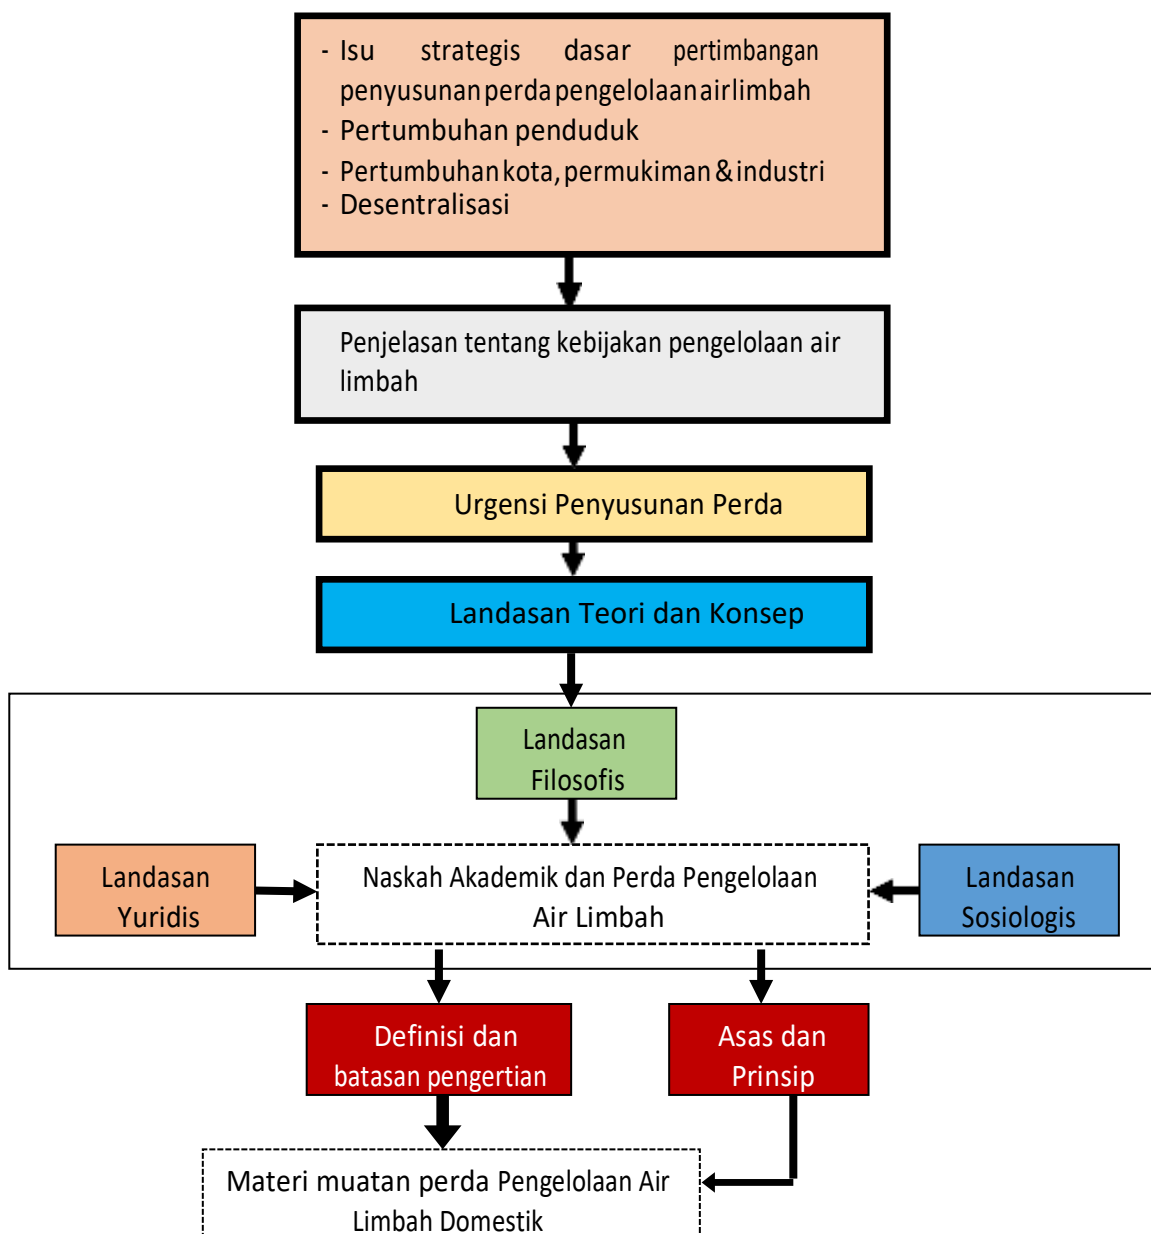 - Isu strategis dasar pertimbangan
penyusunan perda pengelolaan air limbah
- Pertumbuhan penduduk
- Pertumbuhan kota, permukiman & industri
- Desentralisasi
Penjelasan tentang kebijakan pengelolaan air
limbah
Urgensi Penyusunan Perda
Landasan Teori dan Konsep
Landasan
Filosofis
Landasan
Yuridis
Naskah Akademik dan Perda Pengelolaan
Air Limbah
Landasan
Sosiologis
Definisi dan
batasan pengertian
Asas dan
Prinsip
Materi muatan perda Pengelolaan Air
Limbah Domestik